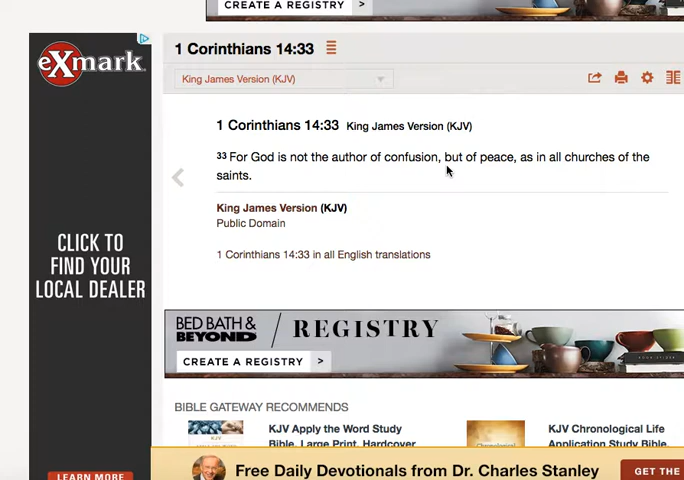 CREATE A REGISTRY >
eXmark
1 Corinthians 14:33
King James Version (KJV)
1 Corinthians 14:33 King James Version (KJV)
33 For God is not the author of confusion, but of peace, as in all churches of the
saints.
King James Version (KJV)
Public Domain
1 Corinthians 14:33 in all English translations
CLICK TO
FIND YOUR
LOCAL DEALER
LEARN MORE
BED BATH &
BEYOND
/ REGISTRY
CREATE A REGISTRY >
BIBLE GATEWAY RECOMMENDS
KJV
KJV Apply the Word Study
Bible, Large Print, Hardcover
KJV Chronological Life
Application Study Bible,
Free Daily Devotionals from Dr. Charles Stanley
GET THE